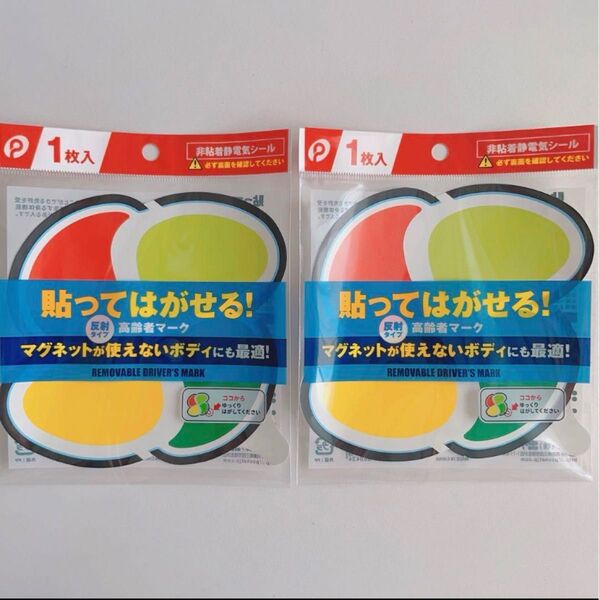 P 1枚入
非粘着静電気シール
⚠必ず裏面を確認してください
貼ってはがせる!
反射タイプ 高齢者マーク
マグネットが使えないボディにも最適!
REMOVABLE DRIVER'S MARK
ココから
ゆっくり
はがしてください
P 1枚入
非粘着静電気シール
⚠必ず裏面を確認してください
貼ってはがせる!
反射タイプ 高齢者マーク
マグネットが使えないボディにも最適!
REMOVABLE DRIVER'S MARK
ココから
ゆっくり
はがしてください